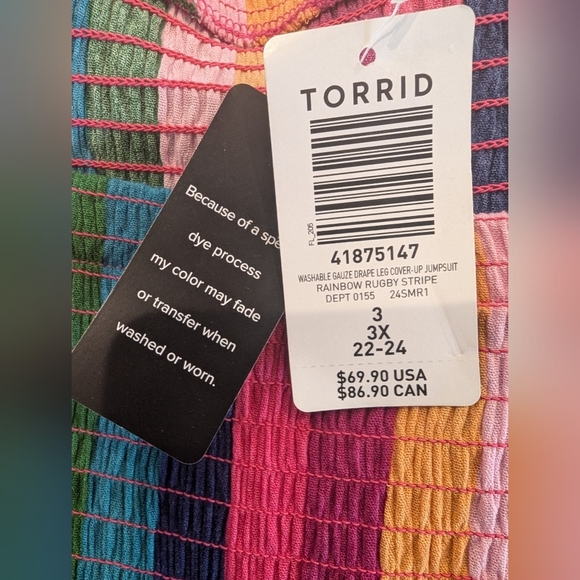 TORRID
FL_205
41875147
WASHABLE GAUZE DRAPE LEG COVER-UP JUMPSUIT
RAINBOW RUGBY STRIPE
DEPT 0155 24SMR1
3
3X
22-24
$69.90 USA
$86.90 CAN
Because of a spe
dye process
my color may fade
or transfer when
washed or worn.